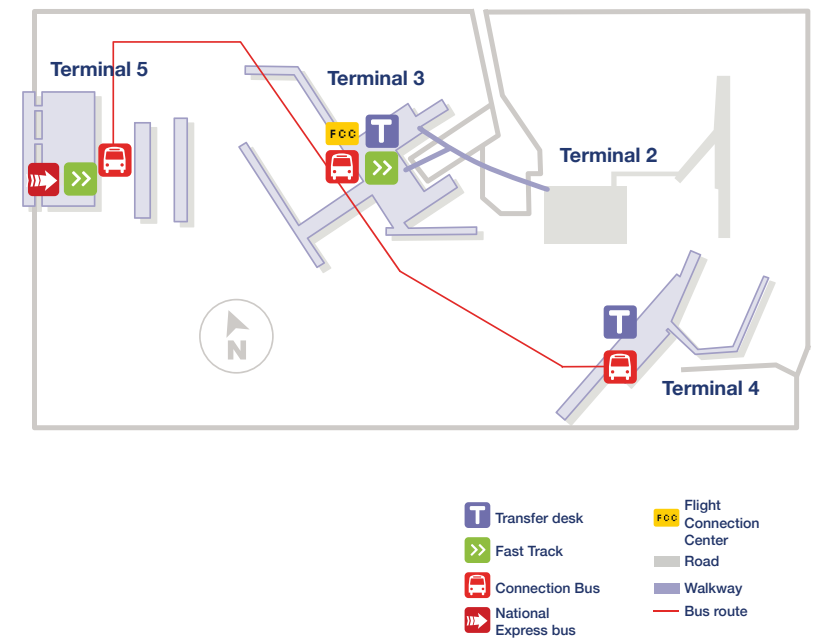 Terminal 5
Terminal 3
FCC
T
Terminal 2
T
Terminal 4
N
T Transfer desk
Fast Track
Connection Bus
National
Express bus
FCC
Flight
Connection
Center
Road
Walkway
Bus route